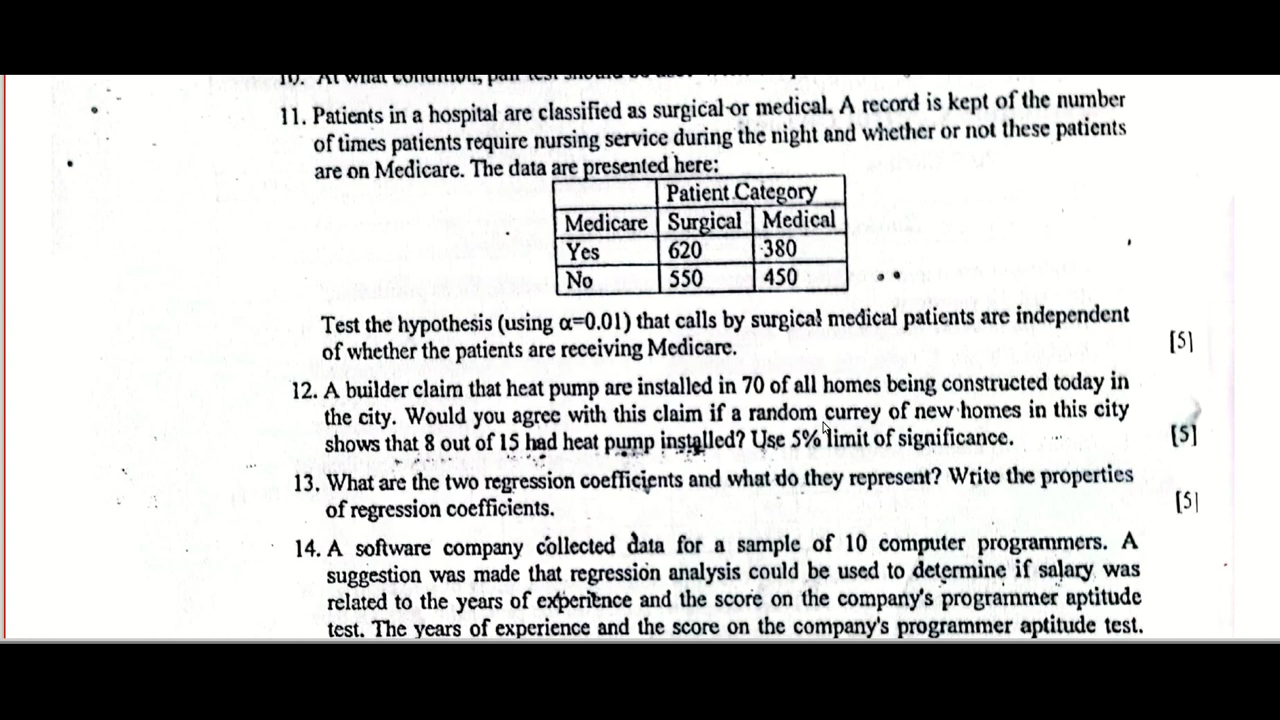 10. At what condition, pair test should be
11. Patients in a hospital are classified as surgical or medical. A record is kept of the number
of times patients require nursing service during the night and whether or not these patients
are on Medicare. The data are presented here:
Patient Category
Medicare Surgical Medical
Yes 620 380
No 550 450
Test the hypothesis (using α=0.01) that calls by surgical medical patients are independent
of whether the patients are receiving Medicare. [5]
12. A builder claim that heat pump are installed in 70 of all homes being constructed today in
the city. Would you agree with this claim if a random currey of new homes in this city
shows that 8 out of 15 had heat pump installed? Use 5% limit of significance. [5]
13. What are the two regression coefficients and what do they represent? Write the properties
of regression coefficients. [5]
14. A software company collected data for a sample of 10 computer programmers. A
suggestion was made that regression analysis could be used to determine if salary was
related to the years of experience and the score on the company's programmer aptitude
test. The years of experience and the score on the company's programmer aptitude test.